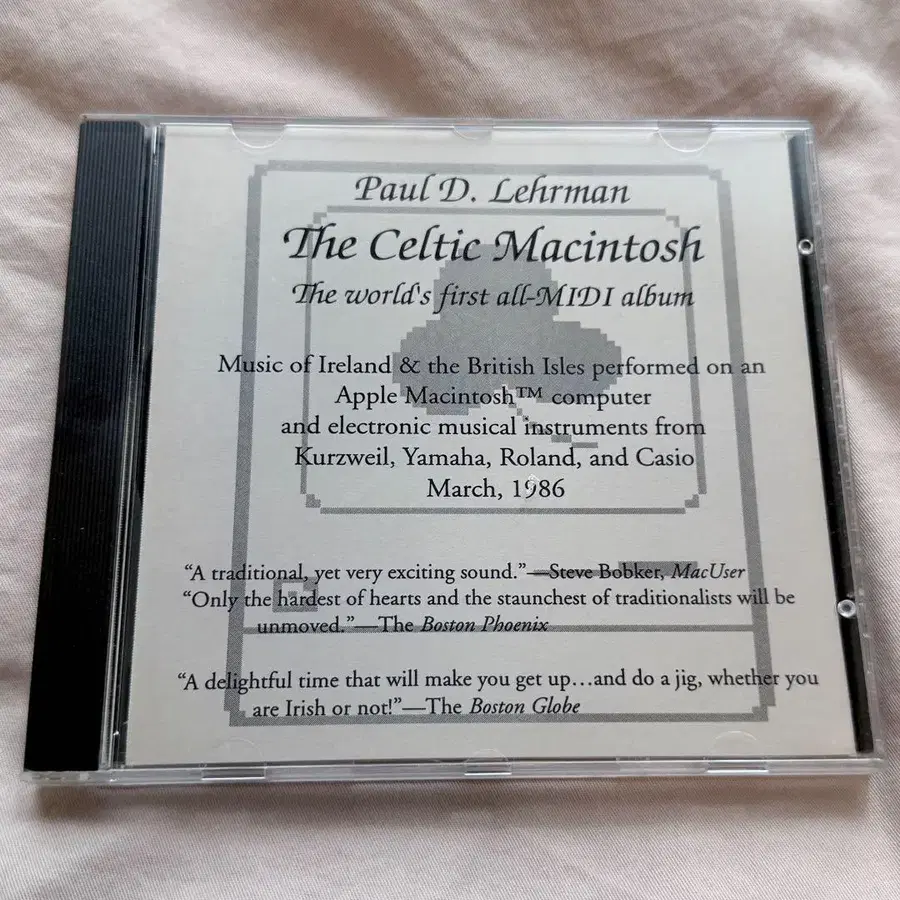 Paul D. Lehrman
The Celtic Macintosh
The world's first all-MIDI album
Music of Ireland & the British Isles performed on an
Apple Macintosh™ computer
and electronic musical instruments from
Kurzweil, Yamaha, Roland, and Casio
March, 1986
“A traditional, yet very exciting sound.”—Steve Bobker, MacUser
“Only the hardest of hearts and the staunchest of traditionalists will be
unmoved.”—The Boston Phoenix
“A delightful time that will make you get up…and do a jig, whether you
are Irish or not!”—The Boston Globe